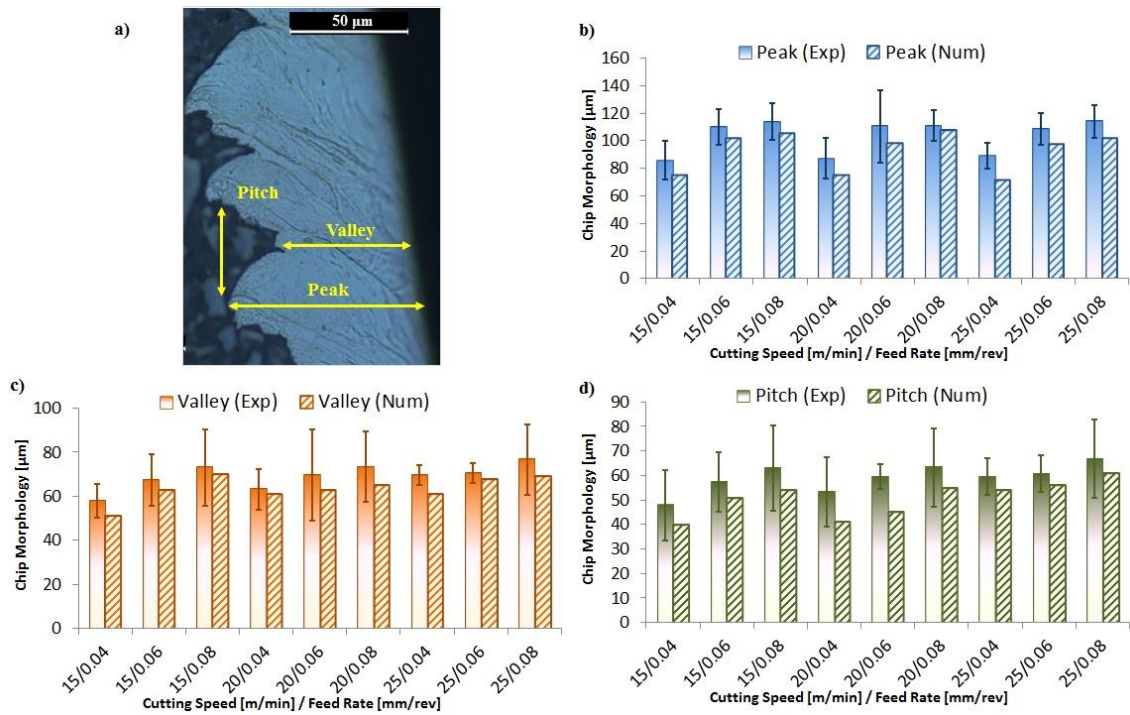 a)
50 µm
Pitch
Valley
Peak
b)
Peak (Exp) Peak (Num)
Chip Morphology [µm]
160
140
120
100
80
60
40
20
0
15/0.04 15/0.06 15/0.08 20/0.04 20/0.06 20/0.08 25/0.04 25/0.06 25/0.08
Cutting Speed [m/min] / Feed Rate [mm/rev]
c)
Valley (Exp) Valley (Num)
Chip Morphology [µm]
100
80
60
40
20
0
15/0.04 15/0.06 15/0.08 20/0.04 20/0.06 20/0.08 25/0.04 25/0.06 25/0.08
Cutting Speed [m/min] / Feed Rate [mm/rev]
d)
Pitch (Exp) Pitch (Num)
Chip Morphology [µm]
90
80
70
60
50
40
30
20
10
0
15/0.04 15/0.06 15/0.08 20/0.04 20/0.06 20/0.08 25/0.04 25/0.06 25/0.08
Cutting Speed [m/min] / Feed Rate [mm/rev]